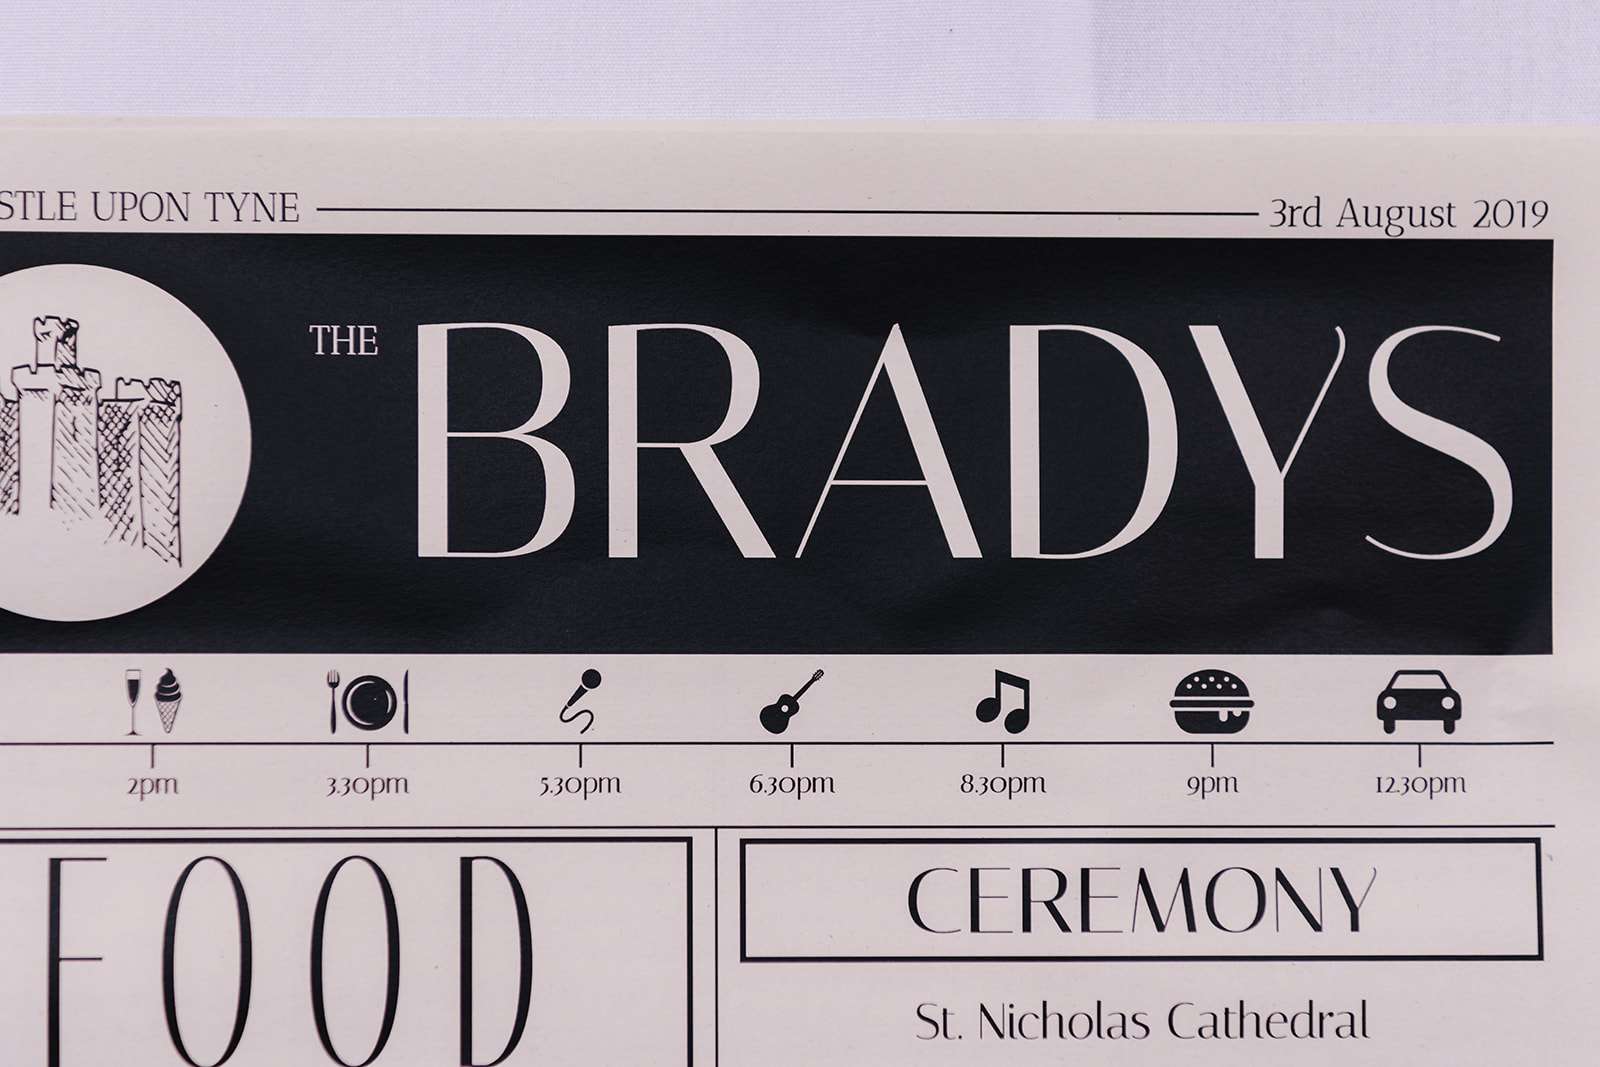 STLE UPON TYNE 3rd August 2019
THE BRADYS
2pm 3.30pm 5.30pm 6.30pm 8.30pm 9pm 12.30pm
FOOD
CEREMONY
St. Nicholas Cathedral